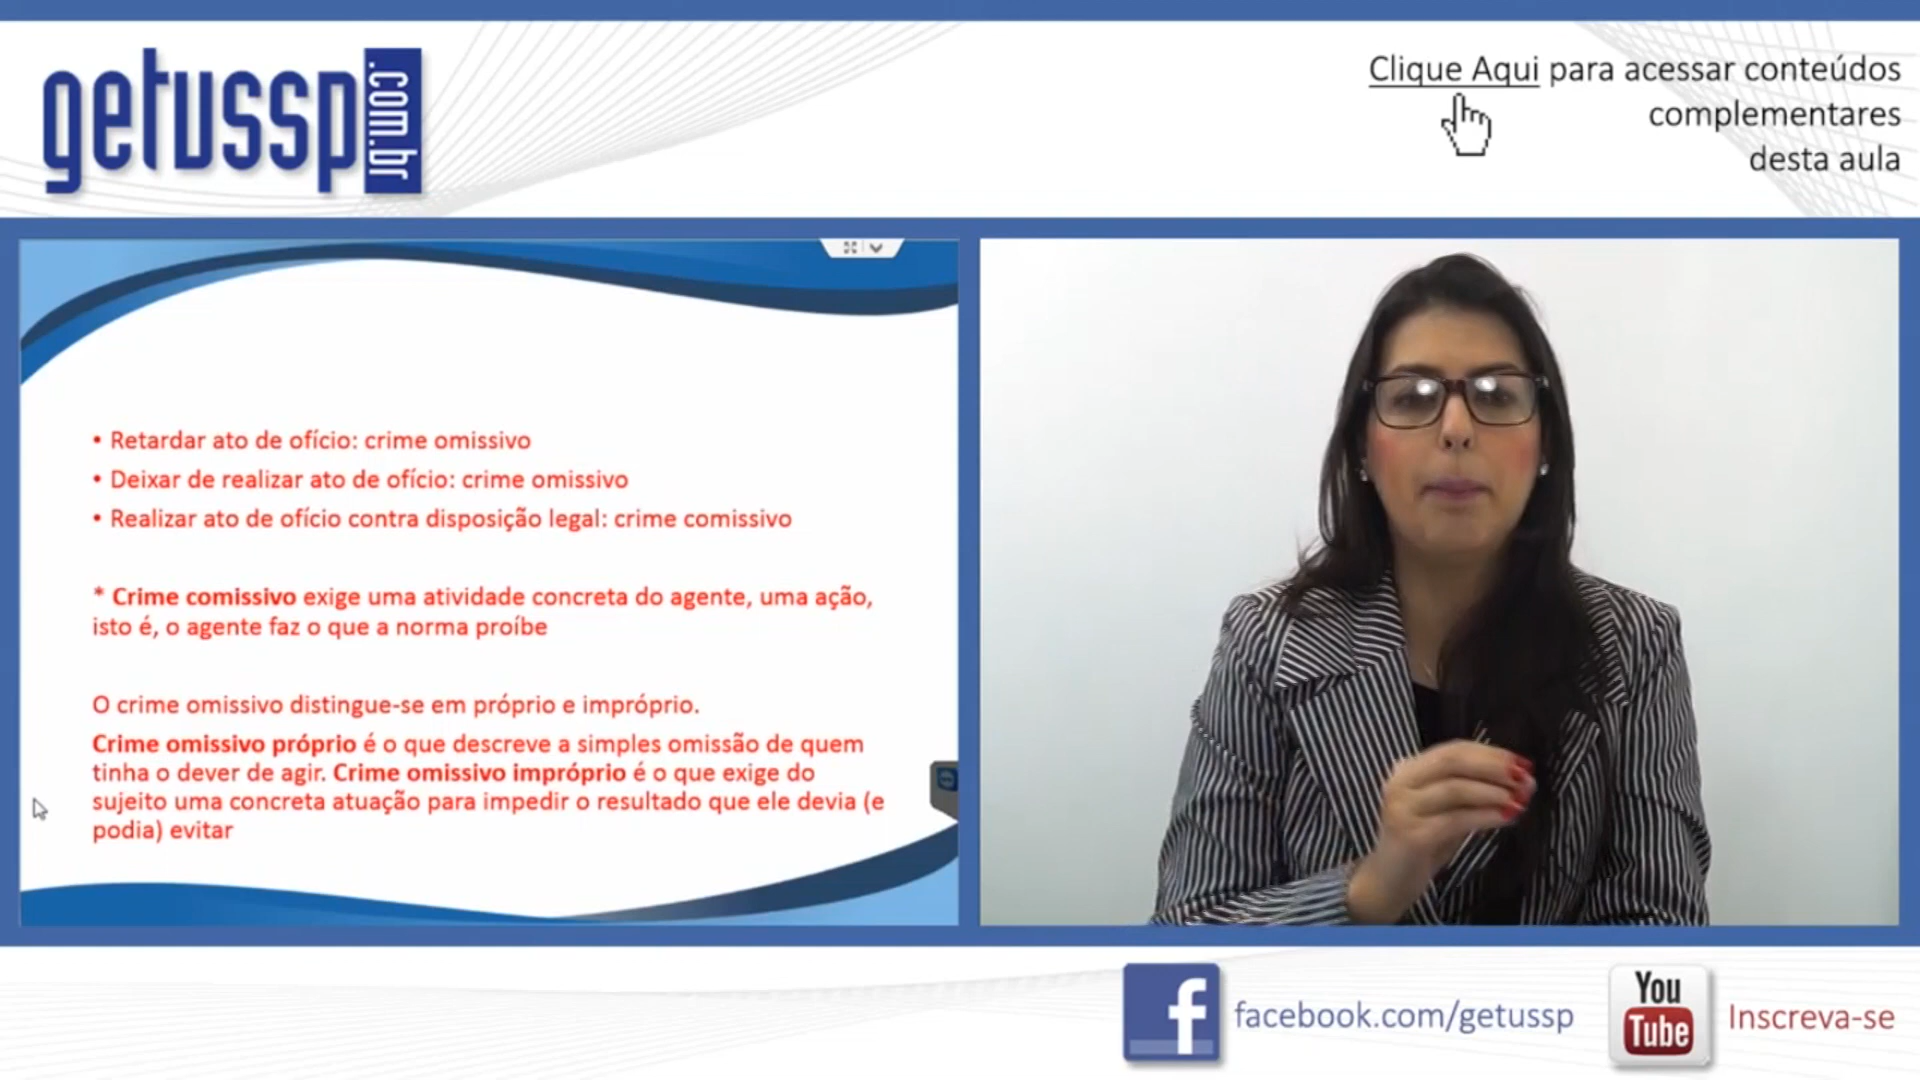 getussp.com.br
Clique Aqui para acessar conteúdos
complementares
desta aula
• Retardar ato de ofício: crime omissivo
• Deixar de realizar ato de ofício: crime omissivo
• Realizar ato de ofício contra disposição legal: crime comissivo
* Crime comissivo exige uma atividade concreta do agente, uma ação,
isto é, o agente faz o que a norma proíbe
O crime omissivo distingue-se em próprio e impróprio.
Crime omissivo próprio é o que descreve a simples omissão de quem
tinha o dever de agir. Crime omissivo impróprio é o que exige do
sujeito uma concreta atuação para impedir o resultado que ele devia (e
podia) evitar
f facebook.com/getussp
You
Tube
Inscreva-se